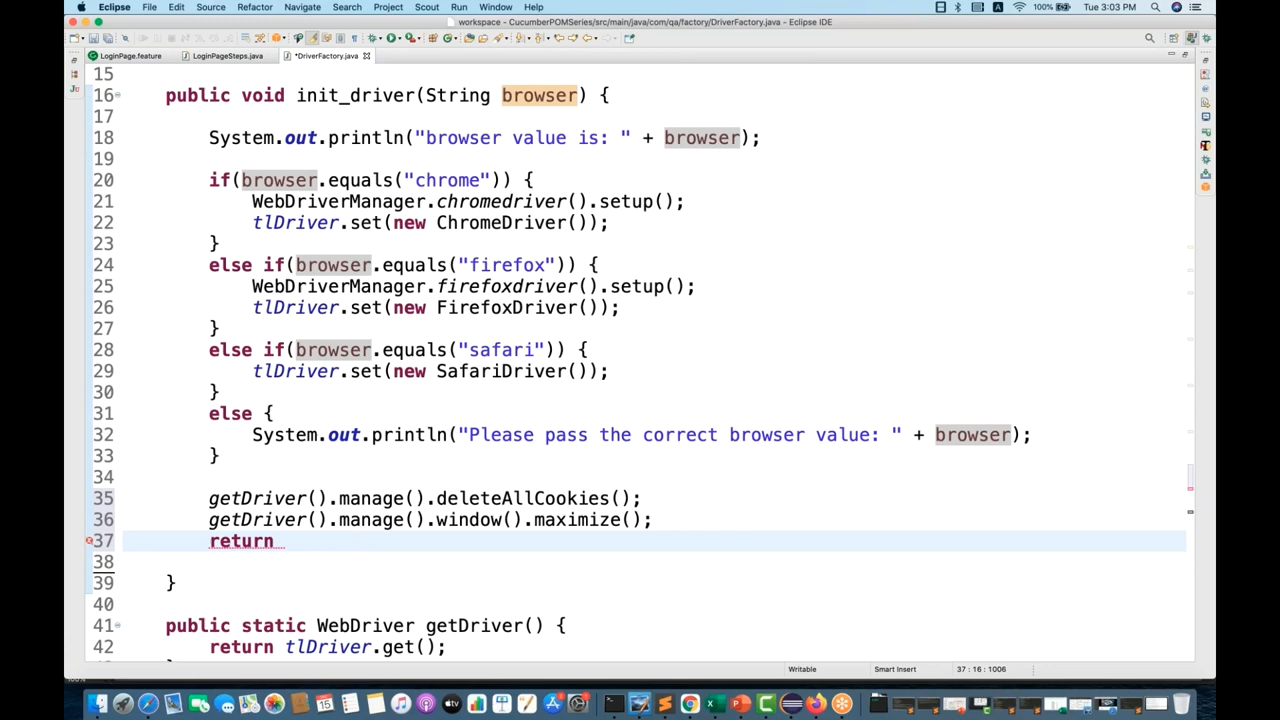 Eclipse File Edit Source Refactor Navigate Search Project Scout Run Window Help 100% Tue 3:03 PM
workspace - CucumberPOMSeries/src/main/java/com/qa/factory/DriverFactory.java - Eclipse IDE
LoginPage.feature LoginPageSteps.java *DriverFactory.java
15
16 public void init_driver(String browser) {
17
18 System.out.println("browser value is: " + browser);
19
20 if(browser.equals("chrome")) {
21 WebDriverManager.chromedriver().setup();
22 tlDriver.set(new ChromeDriver());
23 }
24 else if(browser.equals("firefox")) {
25 WebDriverManager.firefoxdriver().setup();
26 tlDriver.set(new FirefoxDriver());
27 }
28 else if(browser.equals("safari")) {
29 tlDriver.set(new SafariDriver());
30 }
31 else {
32 System.out.println("Please pass the correct browser value: " + browser);
33 }
34
35 getDriver().manage().deleteAllCookies();
36 getDriver().manage().window().maximize();
37 return
38
39 }
40
41 public static WebDriver getDriver() {
42 return tlDriver.get();
Writable Smart Insert 37 : 16 : 1006